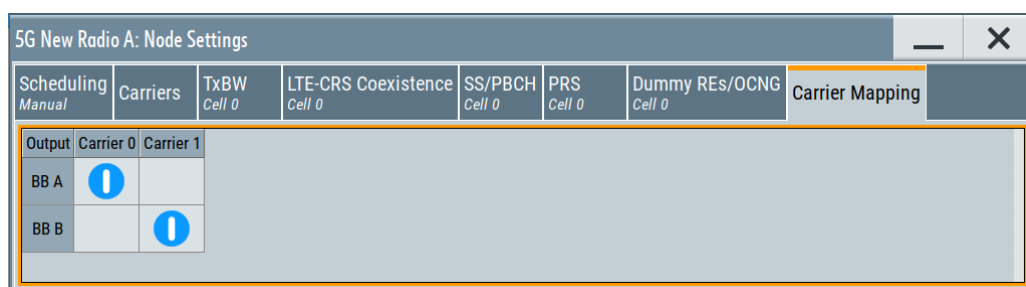 5G New Radio A: Node Settings
Scheduling
Manual
Carriers
TxBW
Cell 0
LTE-CRS Coexistence
Cell 0
SS/PBCH
Cell 0
PRS
Cell 0
Dummy REs/OCNG
Cell 0
Carrier Mapping
Output Carrier 0 Carrier 1
BB A
BB B